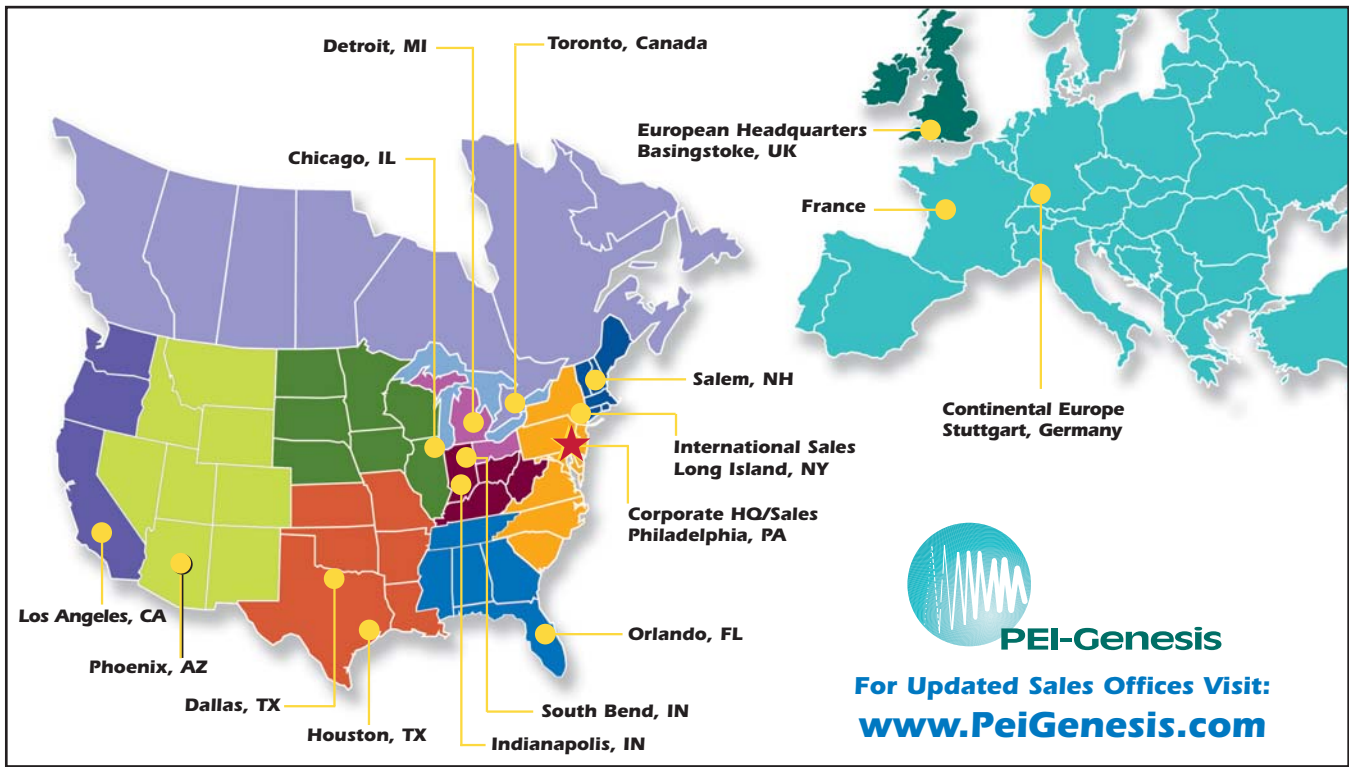 Detroit, MI
Toronto, Canada
Chicago, IL
European Headquarters
Basingstoke, UK
France
Salem, NH
International Sales
Long Island, NY
Corporate HQ/Sales
Philadelphia, PA
Continental Europe
Stuttgart, Germany
Los Angeles, CA
Phoenix, AZ
Dallas, TX
Houston, TX
Orlando, FL
South Bend, IN
Indianapolis, IN
PEI-Genesis
For Updated Sales Offices Visit:
www.PeiGenesis.com